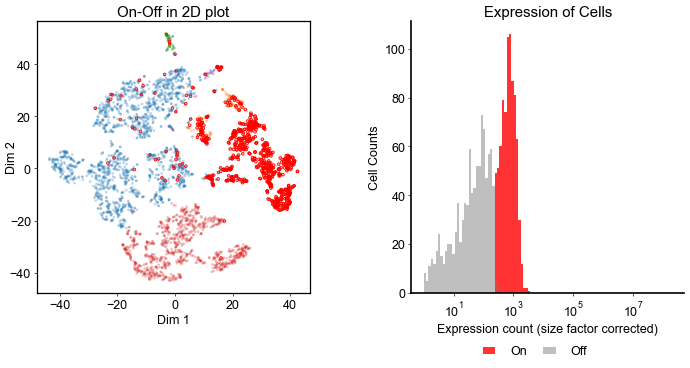 On-Off in 2D plot
Expression of Cells
40
20
0
−20
−40
Dim 2
−40 −20 0 20 40
Dim 1
100
80
60
40
20
0
Cell Counts
10^1 10^3 10^5 10^7
Expression count (size factor corrected)
On Off